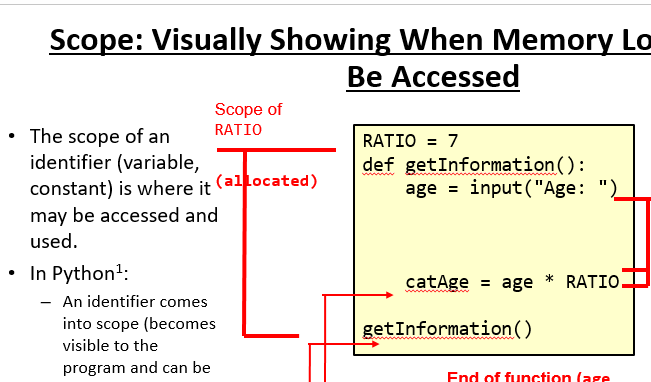 Scope: Visually Showing When Memory Lo
Be Accessed
Scope of
RATIO
(allocated)
• The scope of an
identifier (variable,
constant) is where it
may be accessed and
used.
• In Python¹:
– An identifier comes
into scope (becomes
visible to the
program and can be
RATIO = 7
def getInformation():
age = input("Age: ")
catAge = age * RATIO
getInformation()
End of function (age